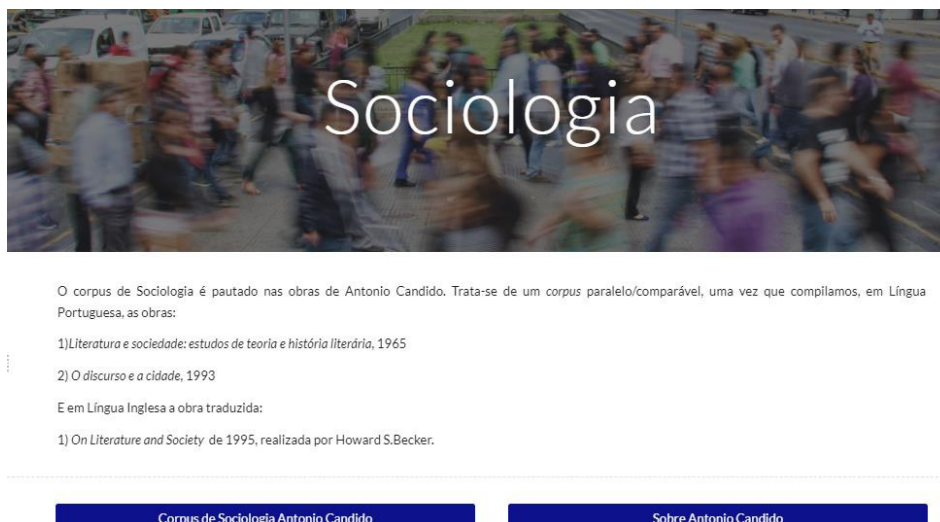 Sociologia
O corpus de Sociologia é pautado nas obras de Antonio Candido. Trata-se de um corpus paralelo/comparável, uma vez que compilamos, em Língua
Portuguesa, as obras:
1)Literatura e sociedade: estudos de teoria e história literária, 1965
2) O discurso e a cidade, 1993
E em Língua Inglesa a obra traduzida:
1) On Literature and Society de 1995, realizada por Howard S.Becker.
Corpus de Sociologia Antonio Candido
Sobre Antonio Candido